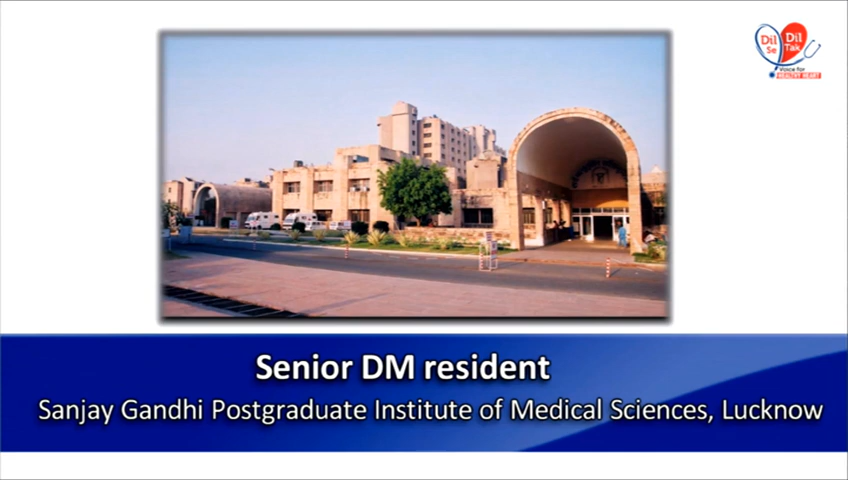 Dil
Se
Dil
Tak
Voice for
HEALTHY HEART
Senior DM resident
Sanjay Gandhi Postgraduate Institute of Medical Sciences, Lucknow